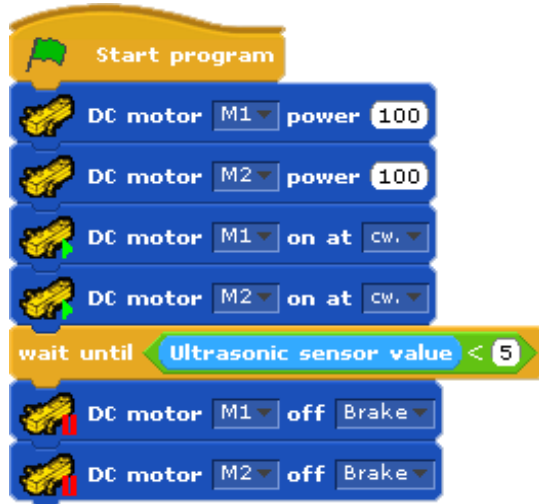 Start program
DC motor M1 power 100
DC motor M2 power 100
DC motor M1 on at cw.
DC motor M2 on at cw.
wait until Ultrasonic sensor value < 5
DC motor M1 off Brake
DC motor M2 off Brake